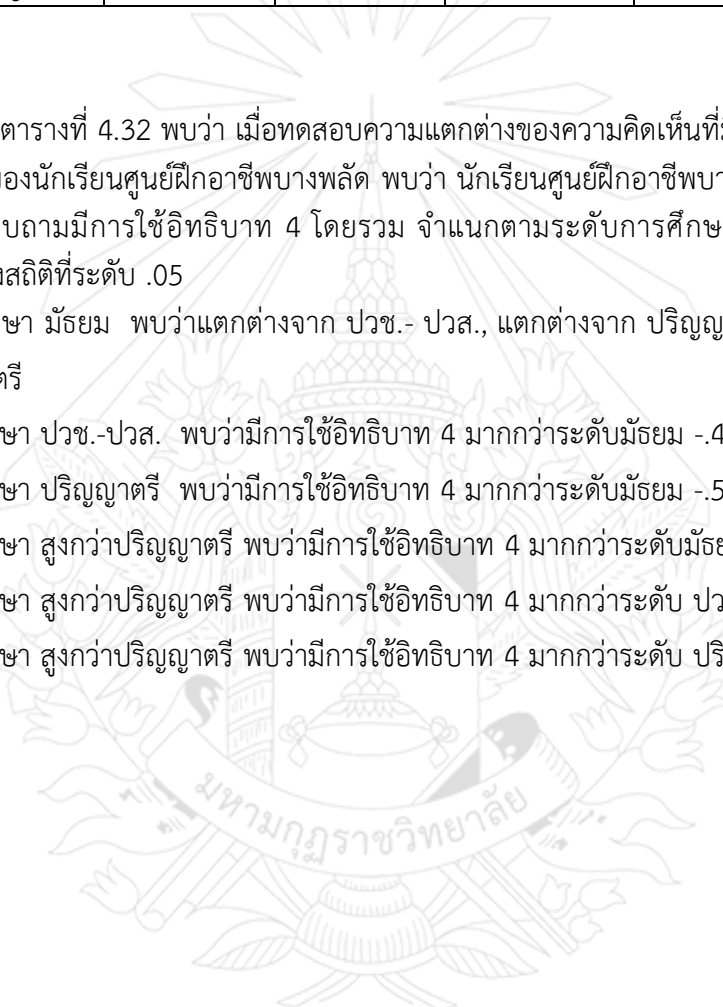 ตารางที่ 4.32 พบว่า เมื่อทดสอบความแตกต่างของความคิดเห็นที่
ของนักเรียนศูนย์ฝึกอาชีพบางพลัด พบว่า นักเรียนศูนย์ฝึกอาชีพ
บถามมีการใช้อิทธิบาท 4 โดยรวม จำแนกตามระดับการศึกษ
งสถิติที่ระดับ .05
ษา มัธยม พบว่าแตกต่างจาก ปวช.- ปวส., แตกต่างจาก ปริญญ
ตรี
ษา ปวช.-ปวส. พบว่ามีการใช้อิทธิบาท 4 มากกว่าระดับมัธยม -.4
ษา ปริญญาตรี พบว่ามีการใช้อิทธิบาท 4 มากกว่าระดับมัธยม -.5
ษา สูงกว่าปริญญาตรี พบว่ามีการใช้อิทธิบาท 4 มากกว่าระดับมัธย
ษา สูงกว่าปริญญาตรี พบว่ามีการใช้อิทธิบาท 4 มากกว่าระดับ ปว
ษา สูงกว่าปริญญาตรี พบว่ามีการใช้อิทธิบาท 4 มากกว่าระดับ ปริ
มหามกุฏราชวิทยาลัย